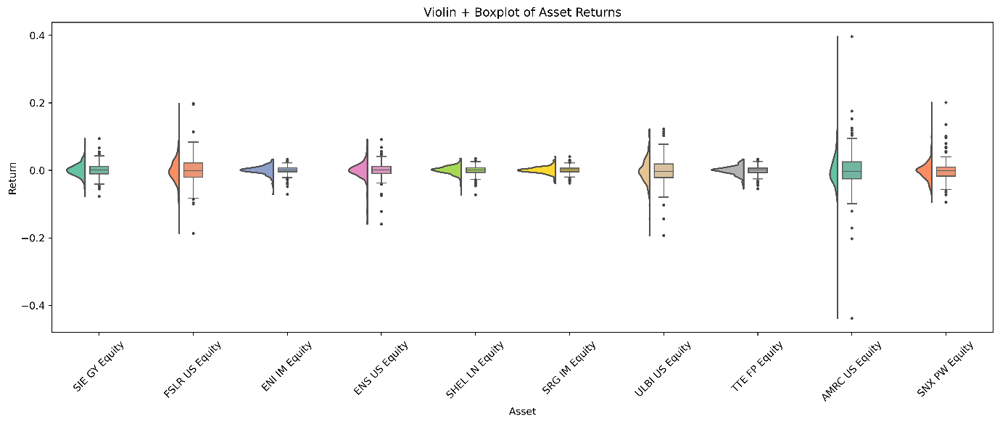 Violin + Boxplot of Asset Returns
Return
0.4
0.2
0.0
−0.2
−0.4
SIE GY Equity
FSLR US Equity
ENI IM Equity
ENS US Equity
SHEL LN Equity
SRG IM Equity
ULBI US Equity
TTE FP Equity
AMRC US Equity
SNX PW Equity
Asset